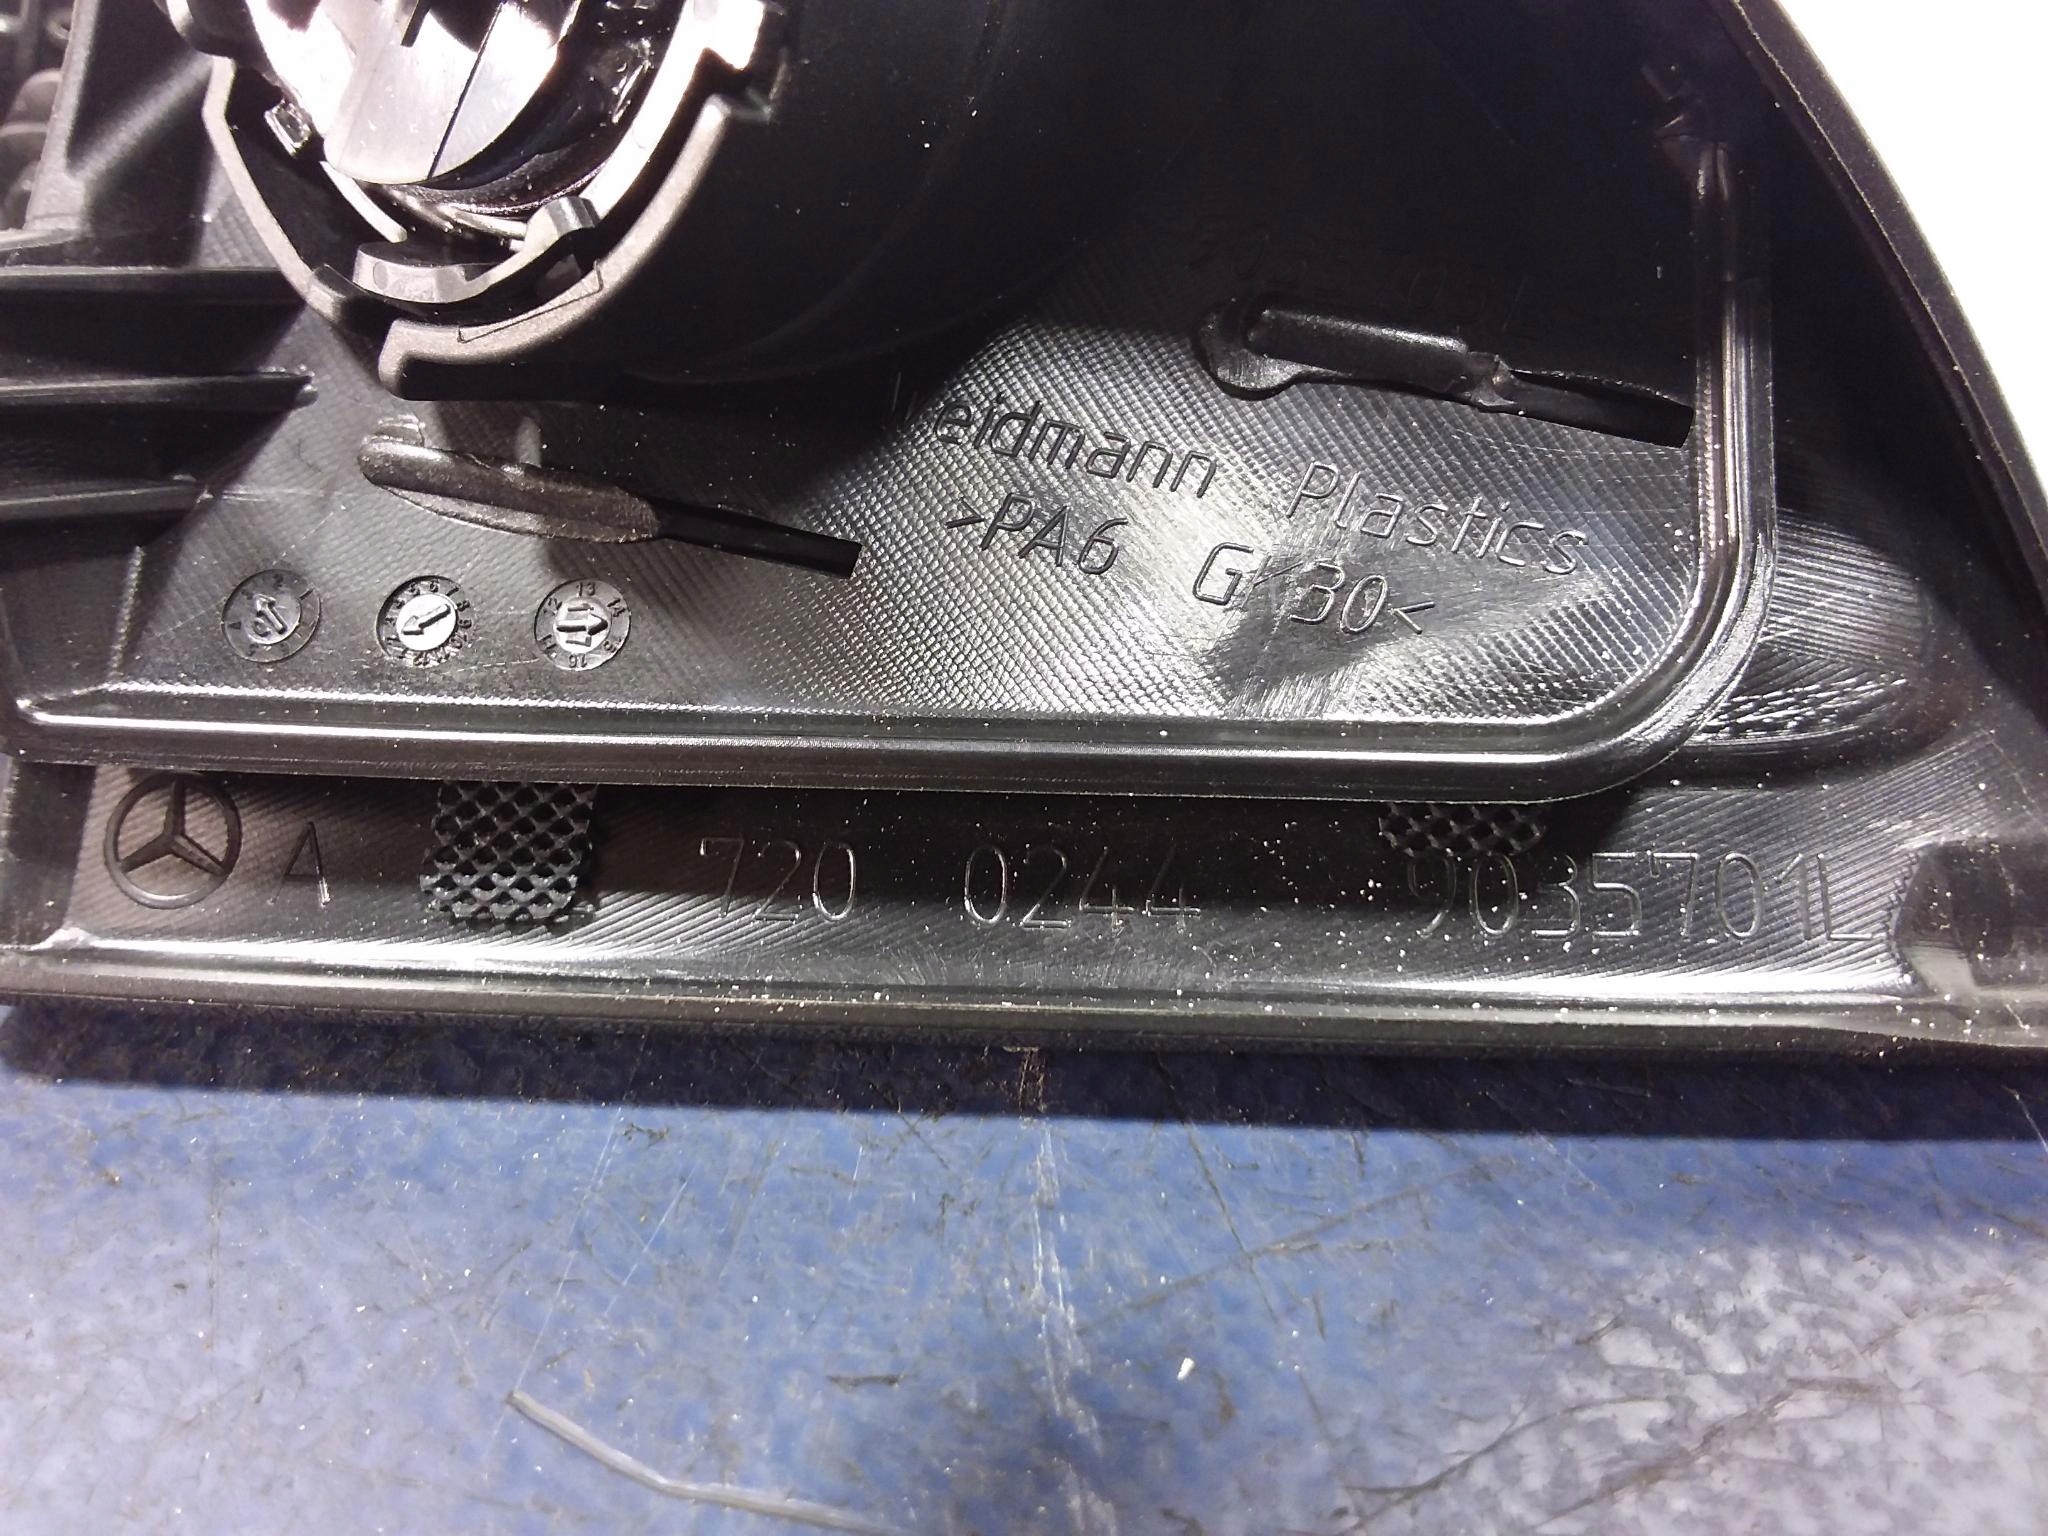 eidmann Plastics
>PA6 GK30<
A 720 0244 9035701L